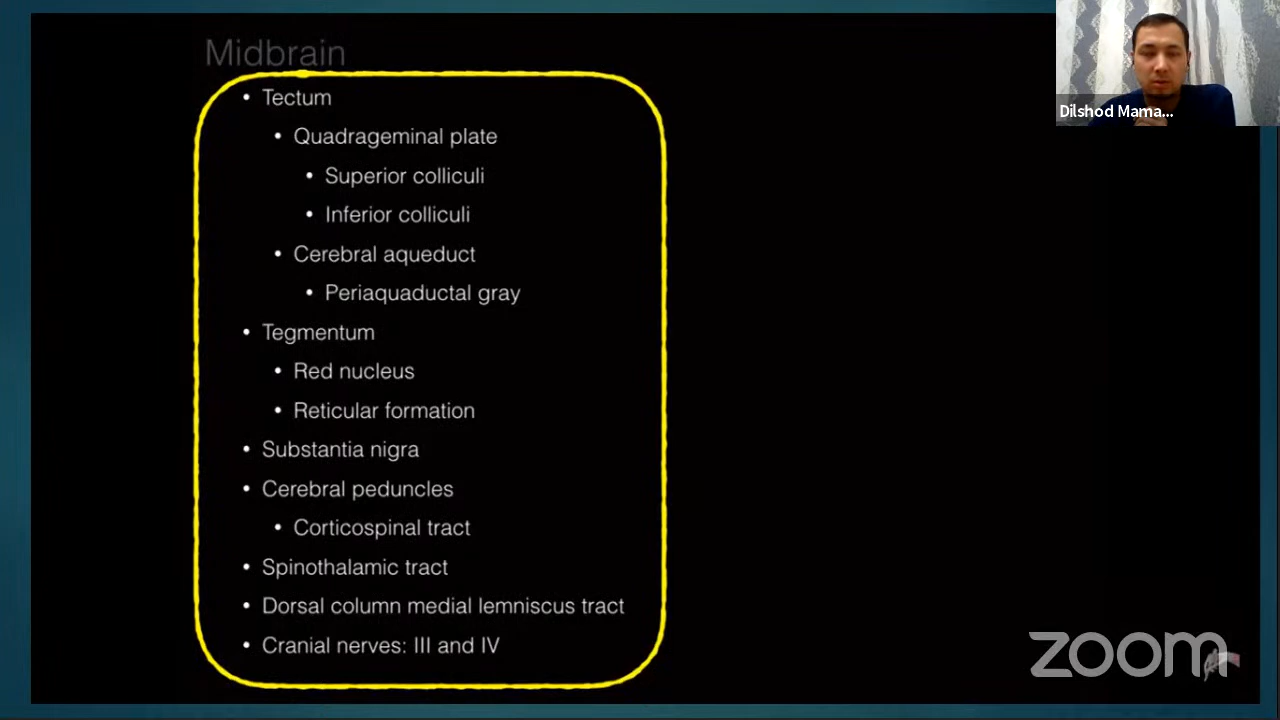 Midbrain
Dilshod Mama...
• Tectum
• Quadrageminal plate
• Superior colliculi
• Inferior colliculi
• Cerebral aqueduct
• Periaquaductal gray
• Tegmentum
• Red nucleus
• Reticular formation
• Substantia nigra
• Cerebral peduncles
• Corticospinal tract
• Spinothalamic tract
• Dorsal column medial lemniscus tract
• Cranial nerves: III and IV
zoom